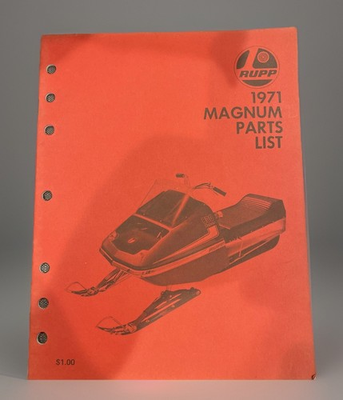 RUPP
1971
MAGNUM
PARTS
LIST
$1.00